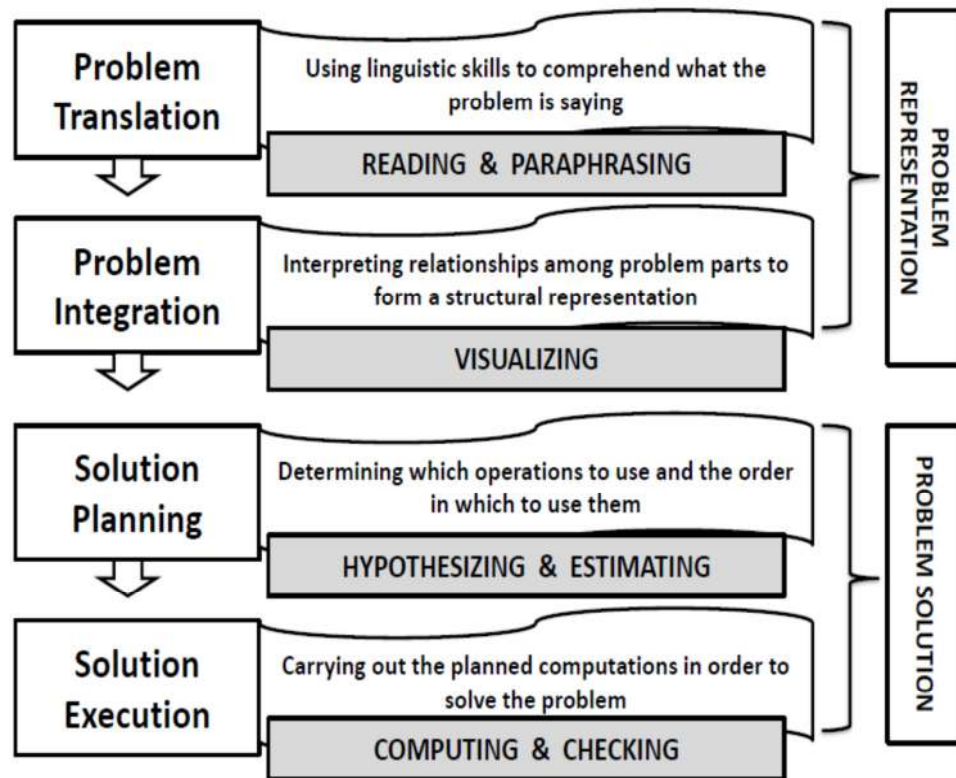 Problem
Translation
Using linguistic skills to comprehend what the
problem is saying
READING & PARAPHRASING
Problem
Integration
Interpreting relationships among problem parts to
form a structural representation
VISUALIZING
PROBLEM
REPRESENTATION
Solution
Planning
Determining which operations to use and the order
in which to use them
HYPOTHESIZING & ESTIMATING
Solution
Execution
Carrying out the planned computations in order to
solve the problem
COMPUTING & CHECKING
PROBLEM SOLUTION